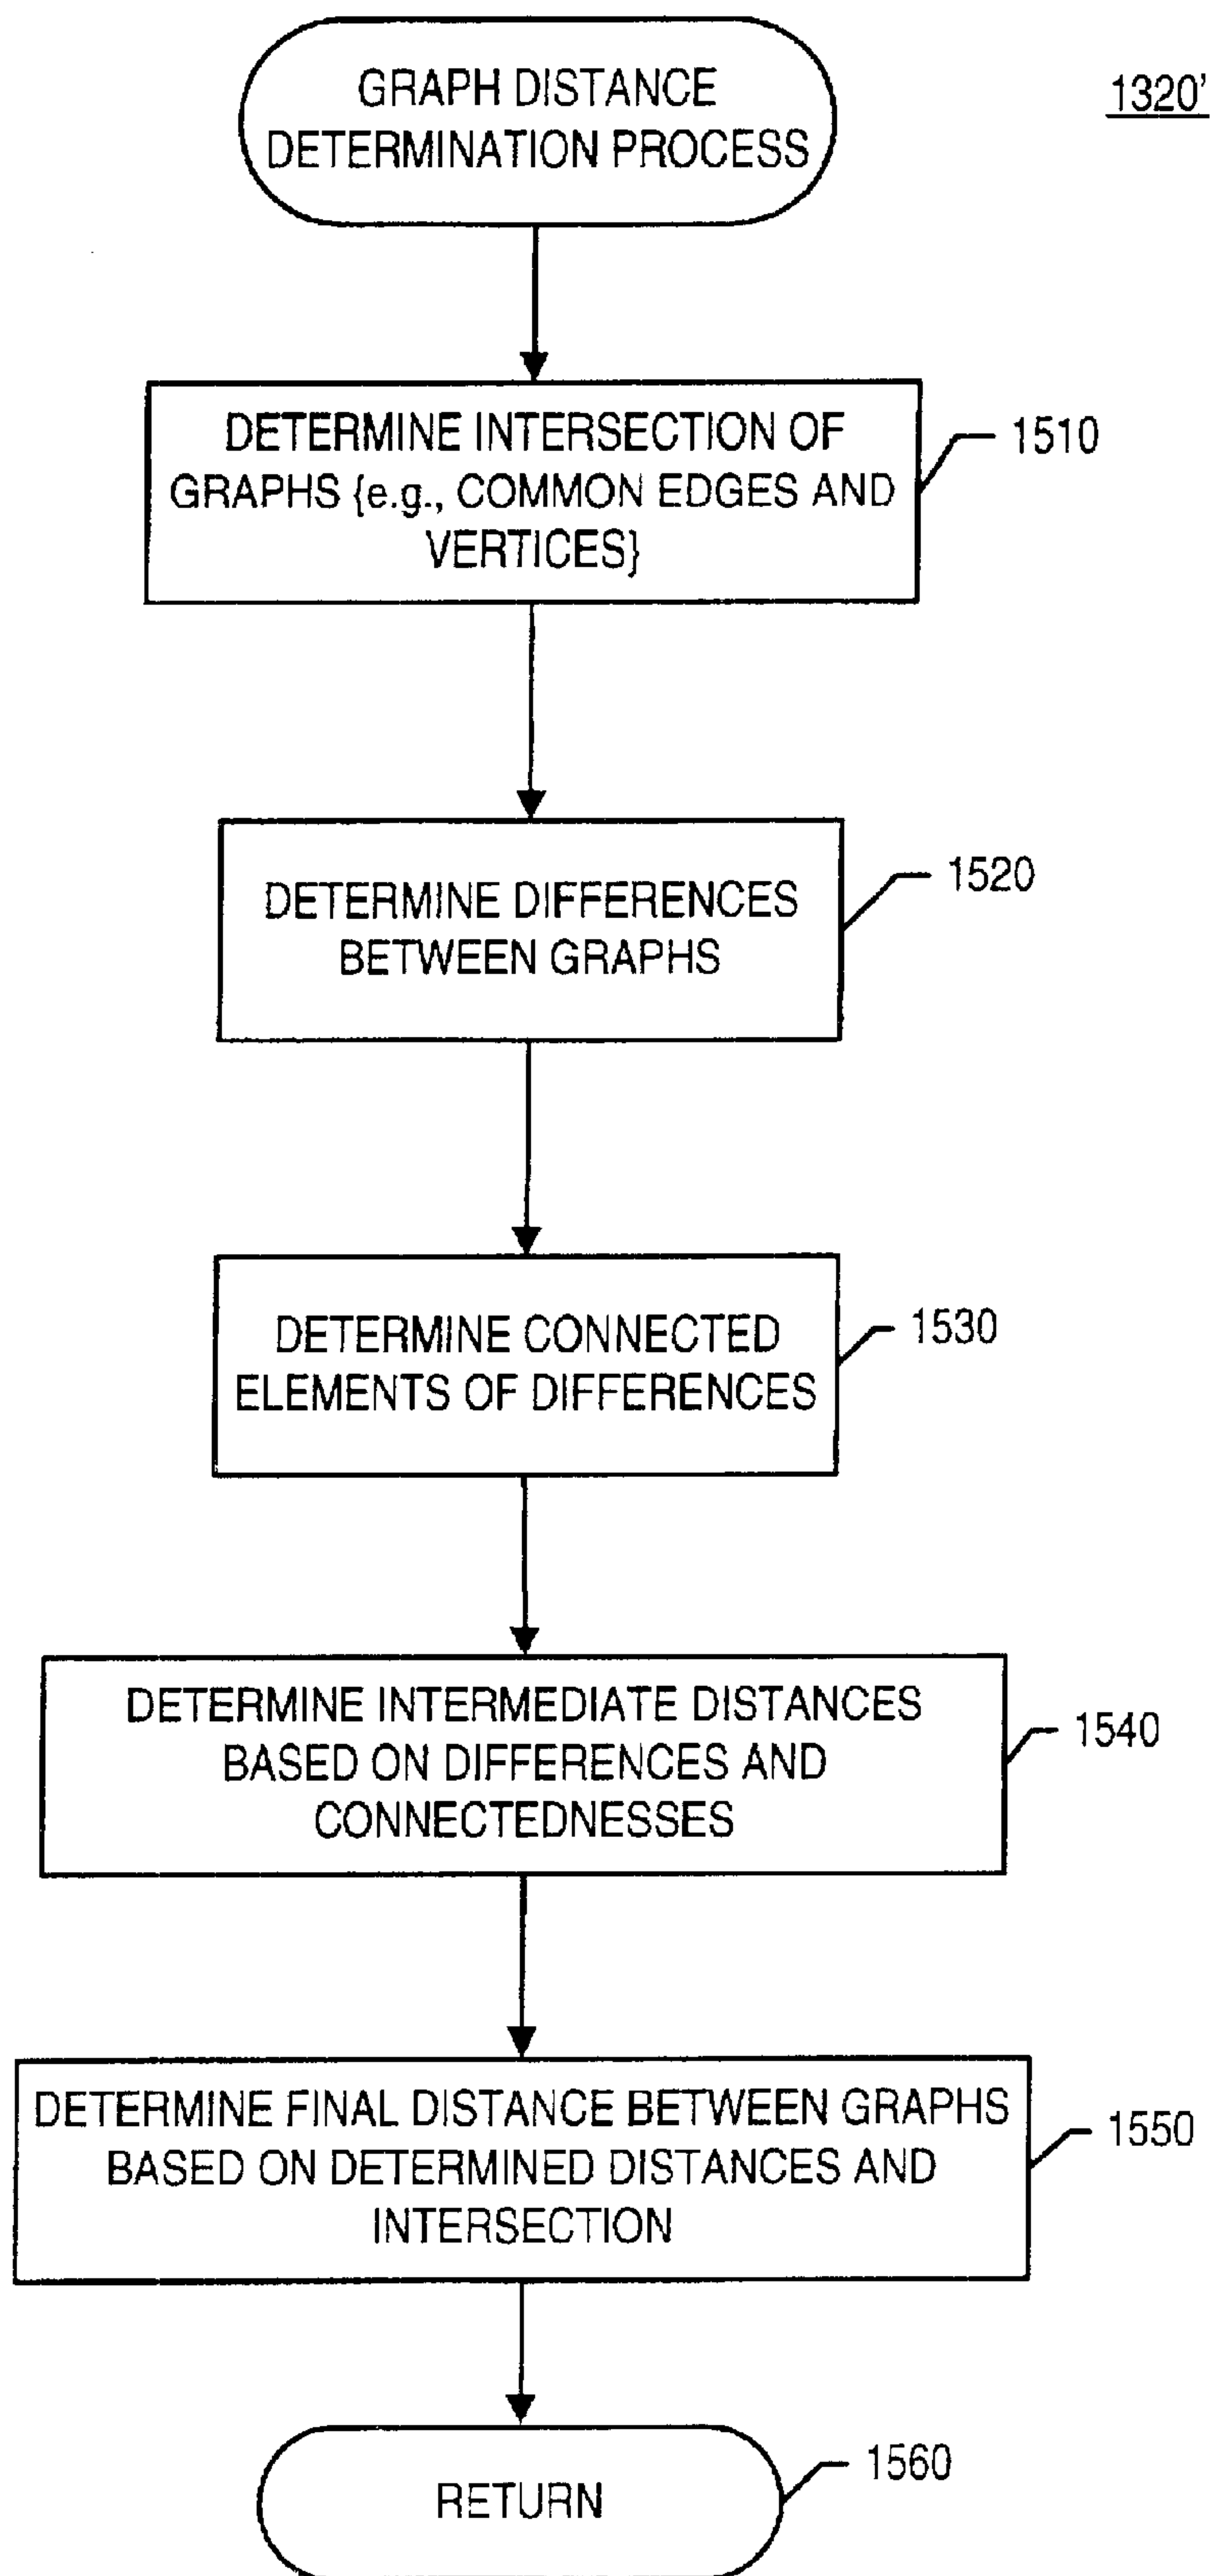 GRAPH DISTANCE
DETERMINATION PROCESS
1320'
DETERMINE INTERSECTION OF
GRAPHS {e.g., COMMON EDGES AND
VERTICES}
1510
DETERMINE DIFFERENCES
BETWEEN GRAPHS
1520
DETERMINE CONNECTED
ELEMENTS OF DIFFERENCES
1530
DETERMINE INTERMEDIATE DISTANCES
BASED ON DIFFERENCES AND
CONNECTEDNESSES
1540
DETERMINE FINAL DISTANCE BETWEEN GRAPHS
BASED ON DETERMINED DISTANCES AND
INTERSECTION
1550
RETURN
1560